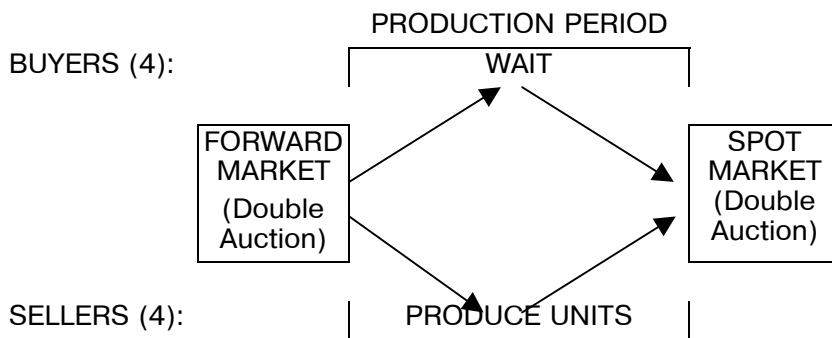 PRODUCTION PERIOD
BUYERS (4):
WAIT
FORWARD
MARKET
(Double
Auction)
SPOT
MARKET
(Double
Auction)
SELLERS (4):
PRODUCE UNITS